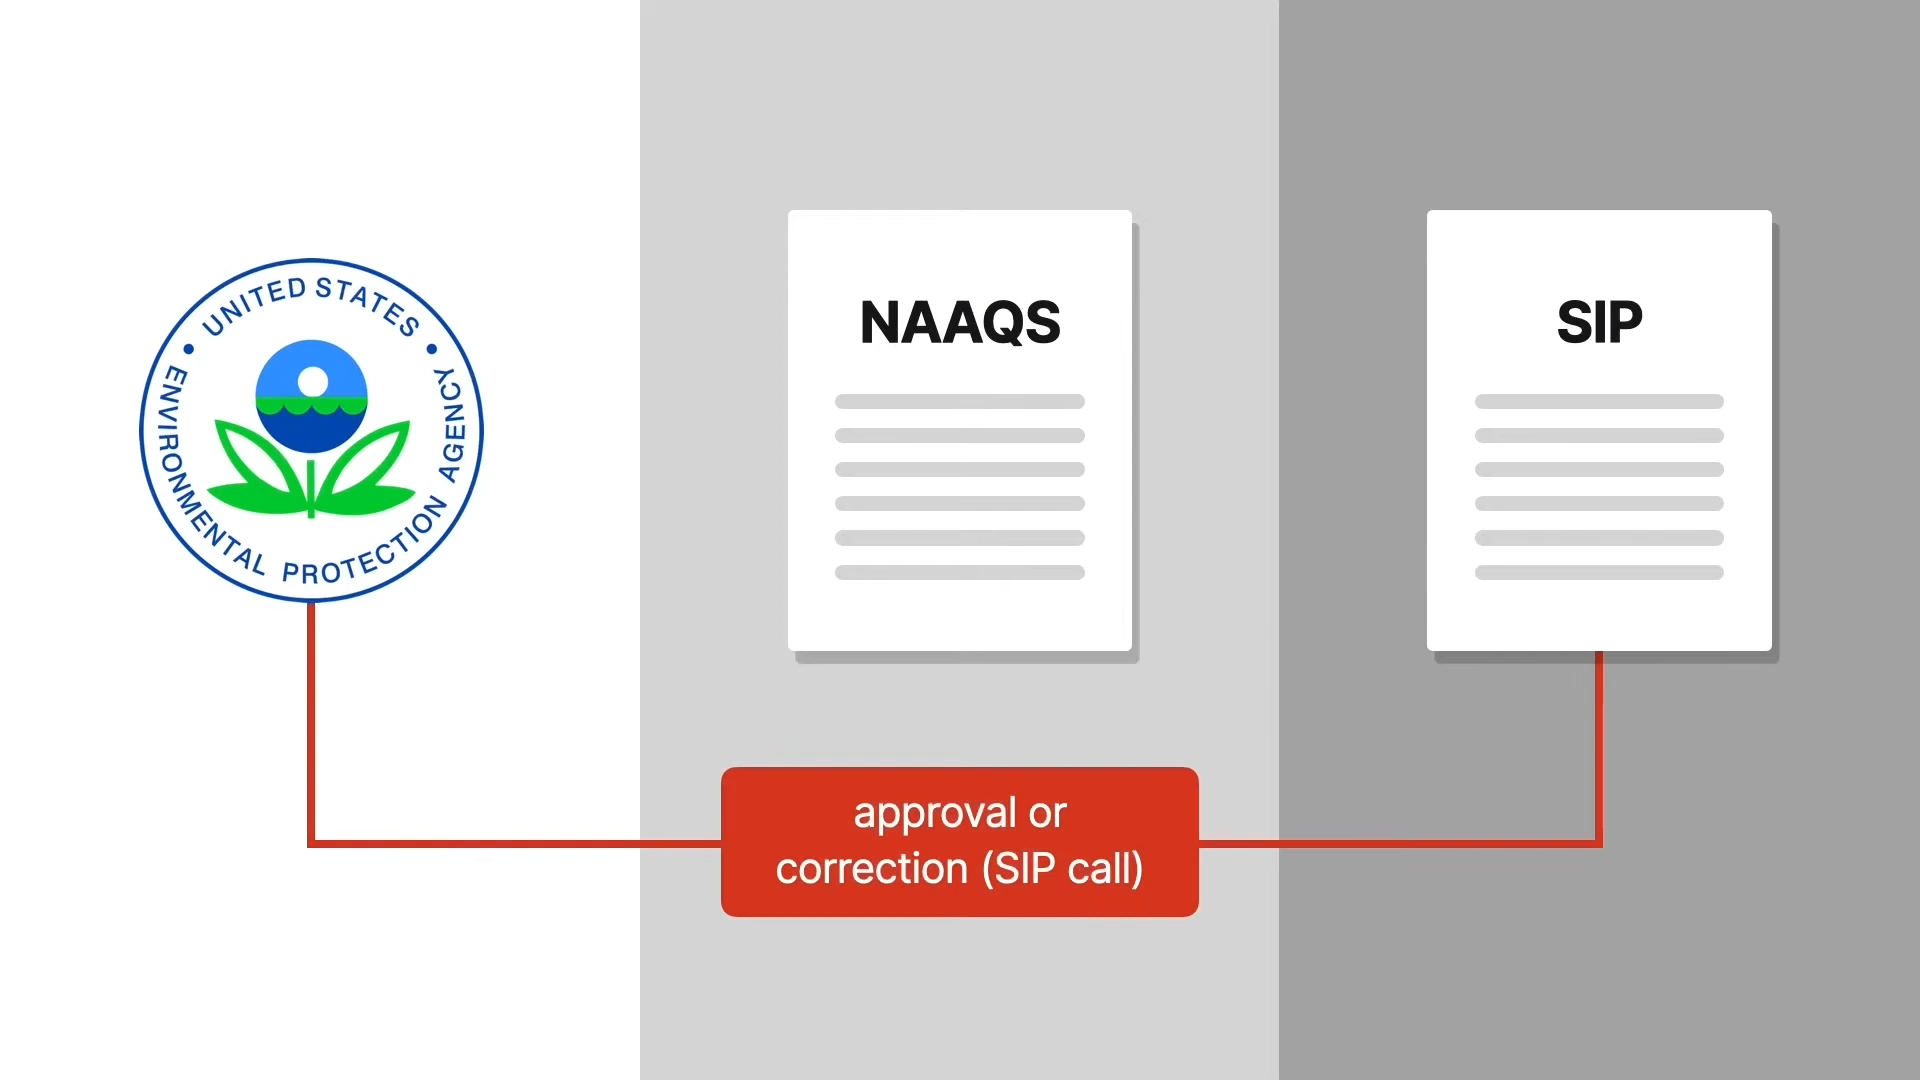 UNITED STATES
ENVIRONMENTAL PROTECTION AGENCY
NAAQS
SIP
approval or
correction (SIP call)